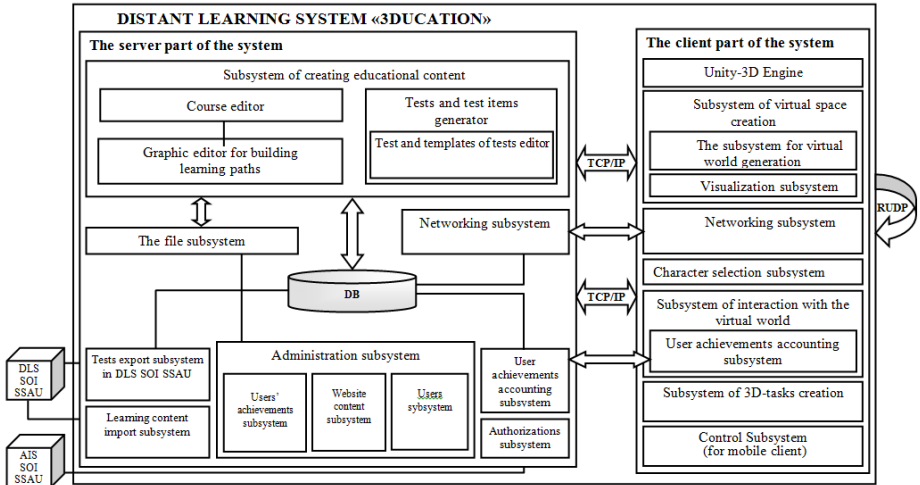 DISTANT LEARNING SYSTEM «3DUCATION»
The server part of the system
Subsystem of creating educational content
Course editor
Graphic editor for building
learning paths
Tests and test items
generator
Test and templates of tests editor
The file subsystem
Networking subsystem
DB
Tests export subsystem
in DLS SOI SSAU
Learning content
import subsystem
Administration subsystem
Users’
achievements
subsystem
Website
content
subsystem
Users
sybsystem
User
achievements
accounting
subsystem
Authorizations
subsystem
DLS
SOI
SSAU
AIS
SOI
SSAU
TCP/IP
TCP/IP
The client part of the system
Unity-3D Engine
Subsystem of virtual space
creation
The subsystem for virtual
world generation
Visualization subsystem
Networking subsystem
Character selection subsystem
Subsystem of interaction with the
virtual world
User achievements accounting
subsystem
Subsystem of 3D-tasks creation
Control Subsystem
(for mobile client)
RUDP